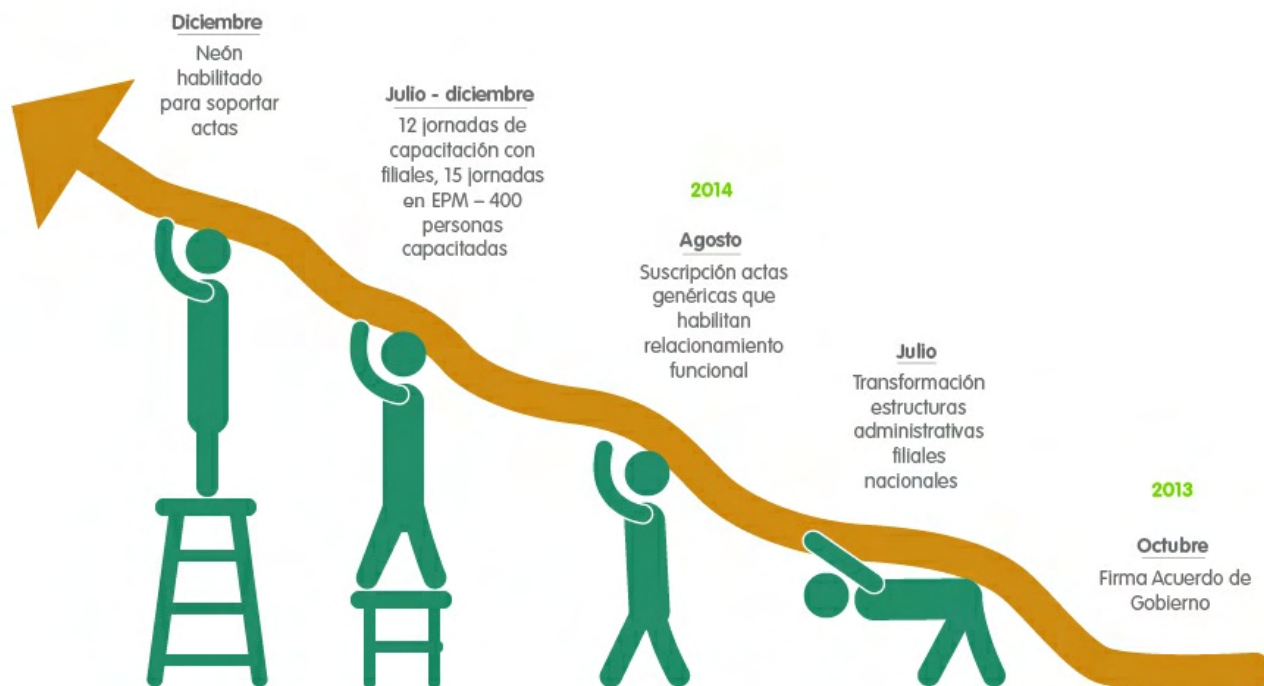 Diciembre
Neón
habilitado
para soportar
actas
Julio - diciembre
12 jornadas de
capacitación con
filiales, 15 jornadas
en EPM – 400
personas
capacitadas
2014
Agosto
Suscripción actas
genéricas que
habilitan
relacionamiento
funcional
Julio
Transformación
estructuras
administrativas
filiales
nacionales
2013
Octubre
Firma Acuerdo de
Gobierno